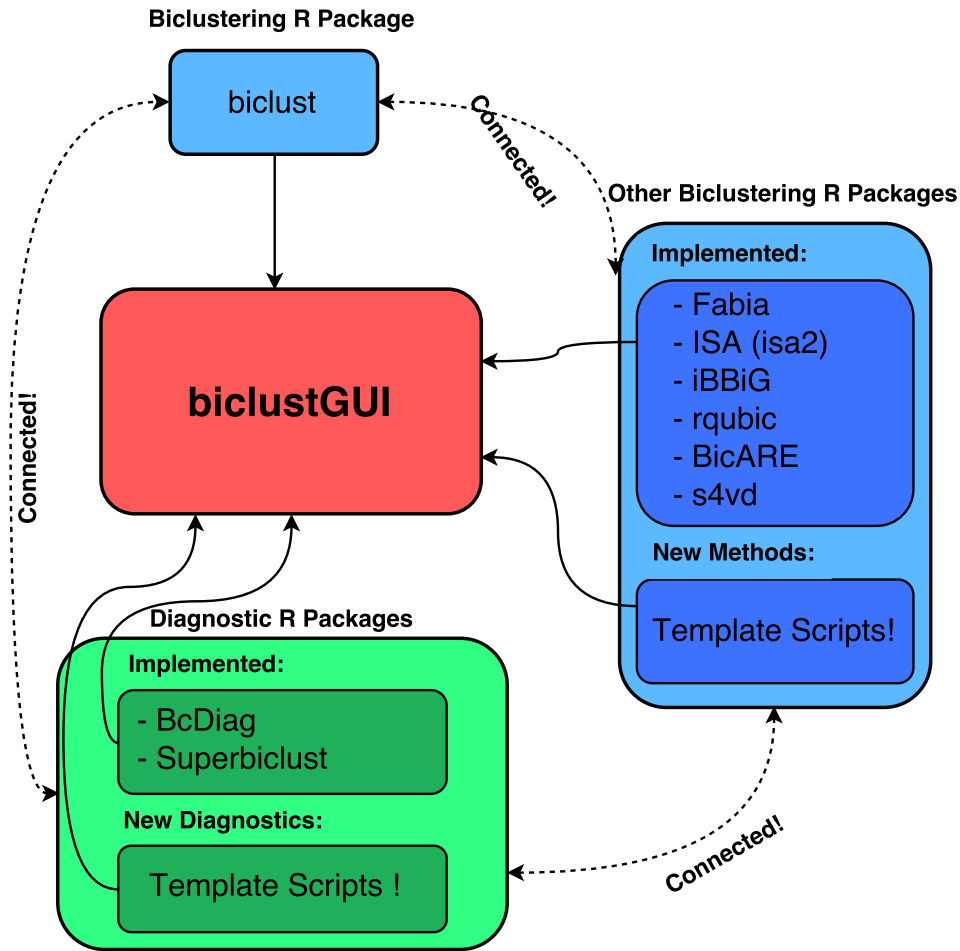 Biclustering R Package
biclust
Connected!
Connected!
Other Biclustering R Packages
Implemented:
- Fabia
- ISA (isa2)
- iBBiG
- rqubic
- BicARE
- s4vd
biclustGUI
New Methods:
Template Scripts!
Diagnostic R Packages
Implemented:
- BcDiag
- Superbiclust
New Diagnostics:
Template Scripts !
Connected!